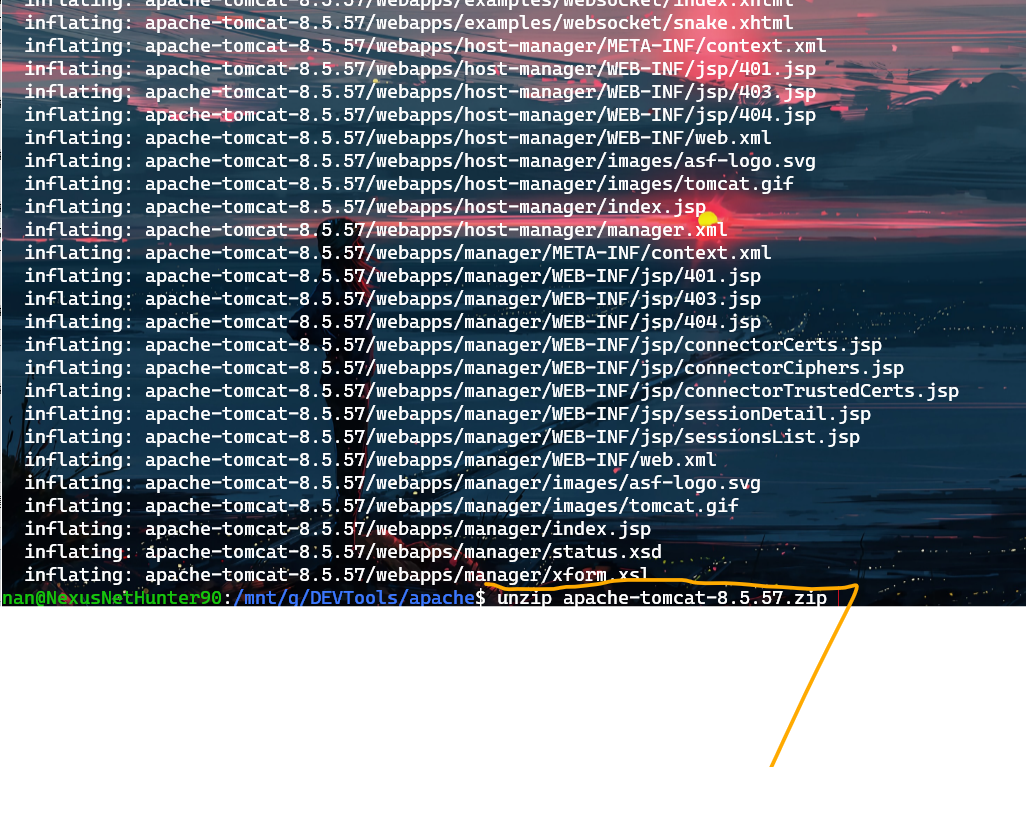 inflating: apache-tomcat-8.5.57/webapps/examples/websocket/index.xhtml
inflating: apache-tomcat-8.5.57/webapps/examples/websocket/snake.xhtml
inflating: apache-tomcat-8.5.57/webapps/host-manager/META-INF/context.xml
inflating: apache-tomcat-8.5.57/webapps/host-manager/WEB-INF/jsp/401.jsp
inflating: apache-tomcat-8.5.57/webapps/host-manager/WEB-INF/jsp/403.jsp
inflating: apache-tomcat-8.5.57/webapps/host-manager/WEB-INF/jsp/404.jsp
inflating: apache-tomcat-8.5.57/webapps/host-manager/WEB-INF/web.xml
inflating: apache-tomcat-8.5.57/webapps/host-manager/images/asf-logo.svg
inflating: apache-tomcat-8.5.57/webapps/host-manager/images/tomcat.gif
inflating: apache-tomcat-8.5.57/webapps/host-manager/index.jsp
inflating: apache-tomcat-8.5.57/webapps/host-manager/manager.xml
inflating: apache-tomcat-8.5.57/webapps/manager/META-INF/context.xml
inflating: apache-tomcat-8.5.57/webapps/manager/WEB-INF/jsp/401.jsp
inflating: apache-tomcat-8.5.57/webapps/manager/WEB-INF/jsp/403.jsp
inflating: apache-tomcat-8.5.57/webapps/manager/WEB-INF/jsp/404.jsp
inflating: apache-tomcat-8.5.57/webapps/manager/WEB-INF/jsp/connectorCerts.jsp
inflating: apache-tomcat-8.5.57/webapps/manager/WEB-INF/jsp/connectorCiphers.jsp
inflating: apache-tomcat-8.5.57/webapps/manager/WEB-INF/jsp/connectorTrustedCerts.jsp
inflating: apache-tomcat-8.5.57/webapps/manager/WEB-INF/jsp/sessionDetail.jsp
inflating: apache-tomcat-8.5.57/webapps/manager/WEB-INF/jsp/sessionsList.jsp
inflating: apache-tomcat-8.5.57/webapps/manager/WEB-INF/web.xml
inflating: apache-tomcat-8.5.57/webapps/manager/images/asf-logo.svg
inflating: apache-tomcat-8.5.57/webapps/manager/images/tomcat.gif
inflating: apache-tomcat-8.5.57/webapps/manager/index.jsp
inflating: apache-tomcat-8.5.57/webapps/manager/status.xsd
inflating: apache-tomcat-8.5.57/webapps/manager/xform.xsl
nan@NexusNetHunter90:/mnt/q/DEVTools/apache$ unzip apache-tomcat-8.5.57.zip